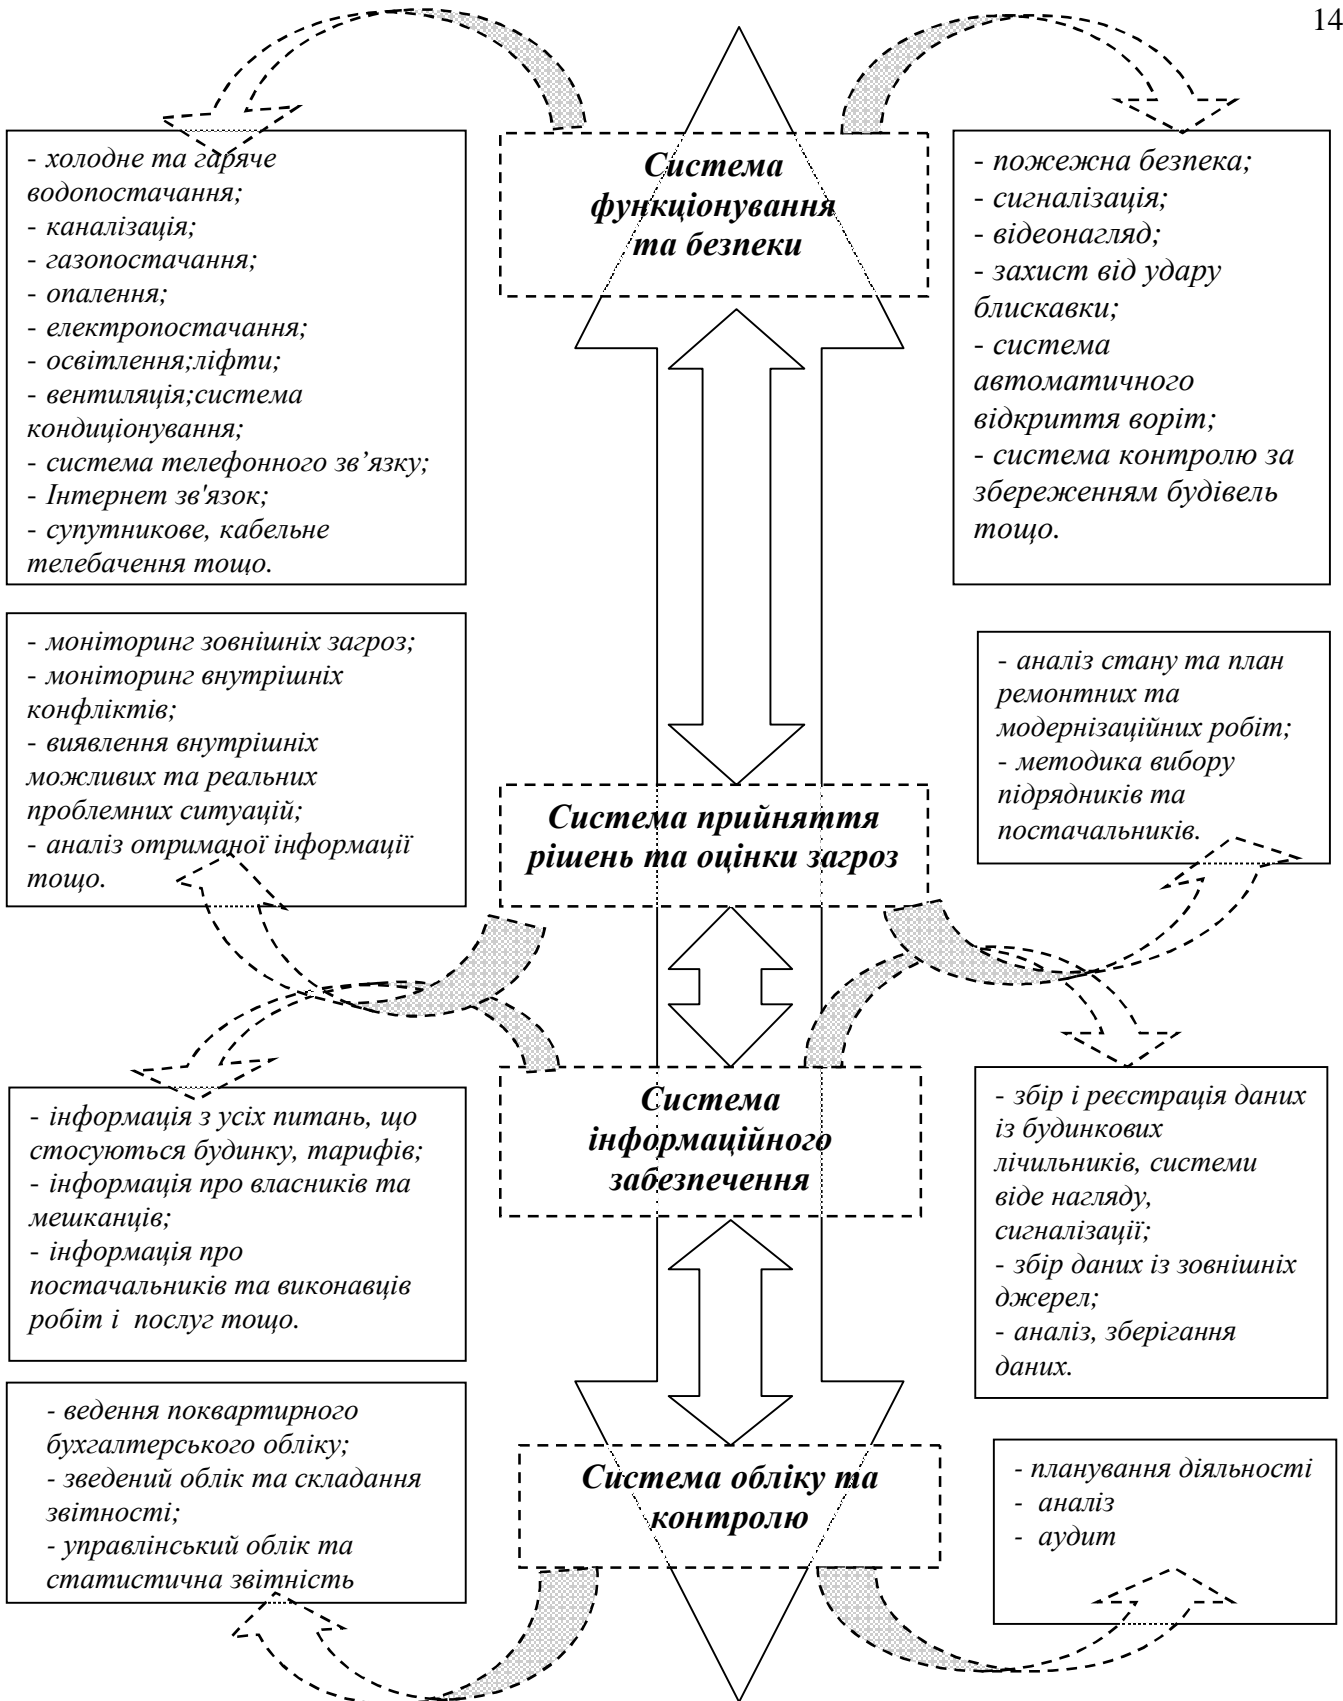 14
- холодне та гаряче
водопостачання;
- каналізація;
- газопостачання;
- опалення;
- електропостачання;
- освітлення;ліфти;
- вентиляція;система
кондиціонування;
- система телефонного зв’язку;
- Інтернет зв'язок;
- супутникове, кабельне
телебачення тощо.
Система
функціонування
та безпеки
- пожежна безпека;
- сигналізація;
- відеонагляд;
- захист від удару
блискавки;
- система
автоматичного
відкриття воріт;
- система контролю за
збереженням будівель
тощо.
- моніторинг зовнішніх загроз;
- моніторинг внутрішніх
конфліктів;
- виявлення внутрішніх
можливих та реальних
проблемних ситуацій;
- аналіз отриманої інформації
тощо.
Система прийняття
рішень та оцінки загроз
- аналіз стану та план
ремонтних та
модернізаційних робіт;
- методика вибору
підрядників та
постачальників.
- інформація з усіх питань, що
стосуються будинку, тарифів;
- інформація про власників та
мешканців;
- інформація про
постачальників та виконавців
робіт і  послуг тощо.
Система
інформаційного
забезпечення
- збір і реєстрація даних
із будинкових
лічильників, системи
віде нагляду,
сигналізації;
- збір даних із зовнішніх
джерел;
- аналіз, зберігання
даних.
- ведення поквартирного
бухгалтерського обліку;
- зведений облік та складання
звітності;
- управлінський облік та
статистична звітність
Система обліку та
контролю
- планування діяльності
- аналіз
- аудит